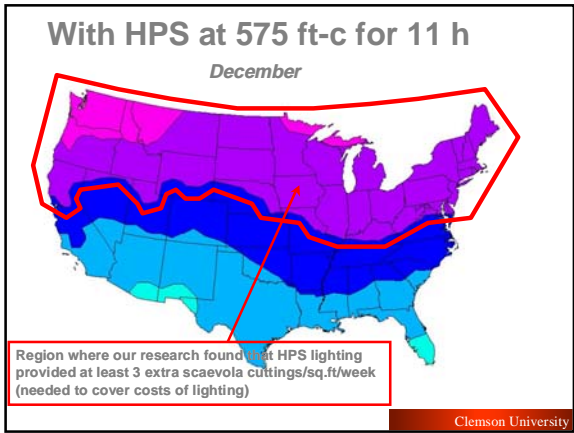 With HPS at 575 ft-c for 11 h
December
Region where our research found that HPS lighting
provided at least 3 extra scaevola cuttings/sq.ft/week
(needed to cover costs of lighting)
Clemson University